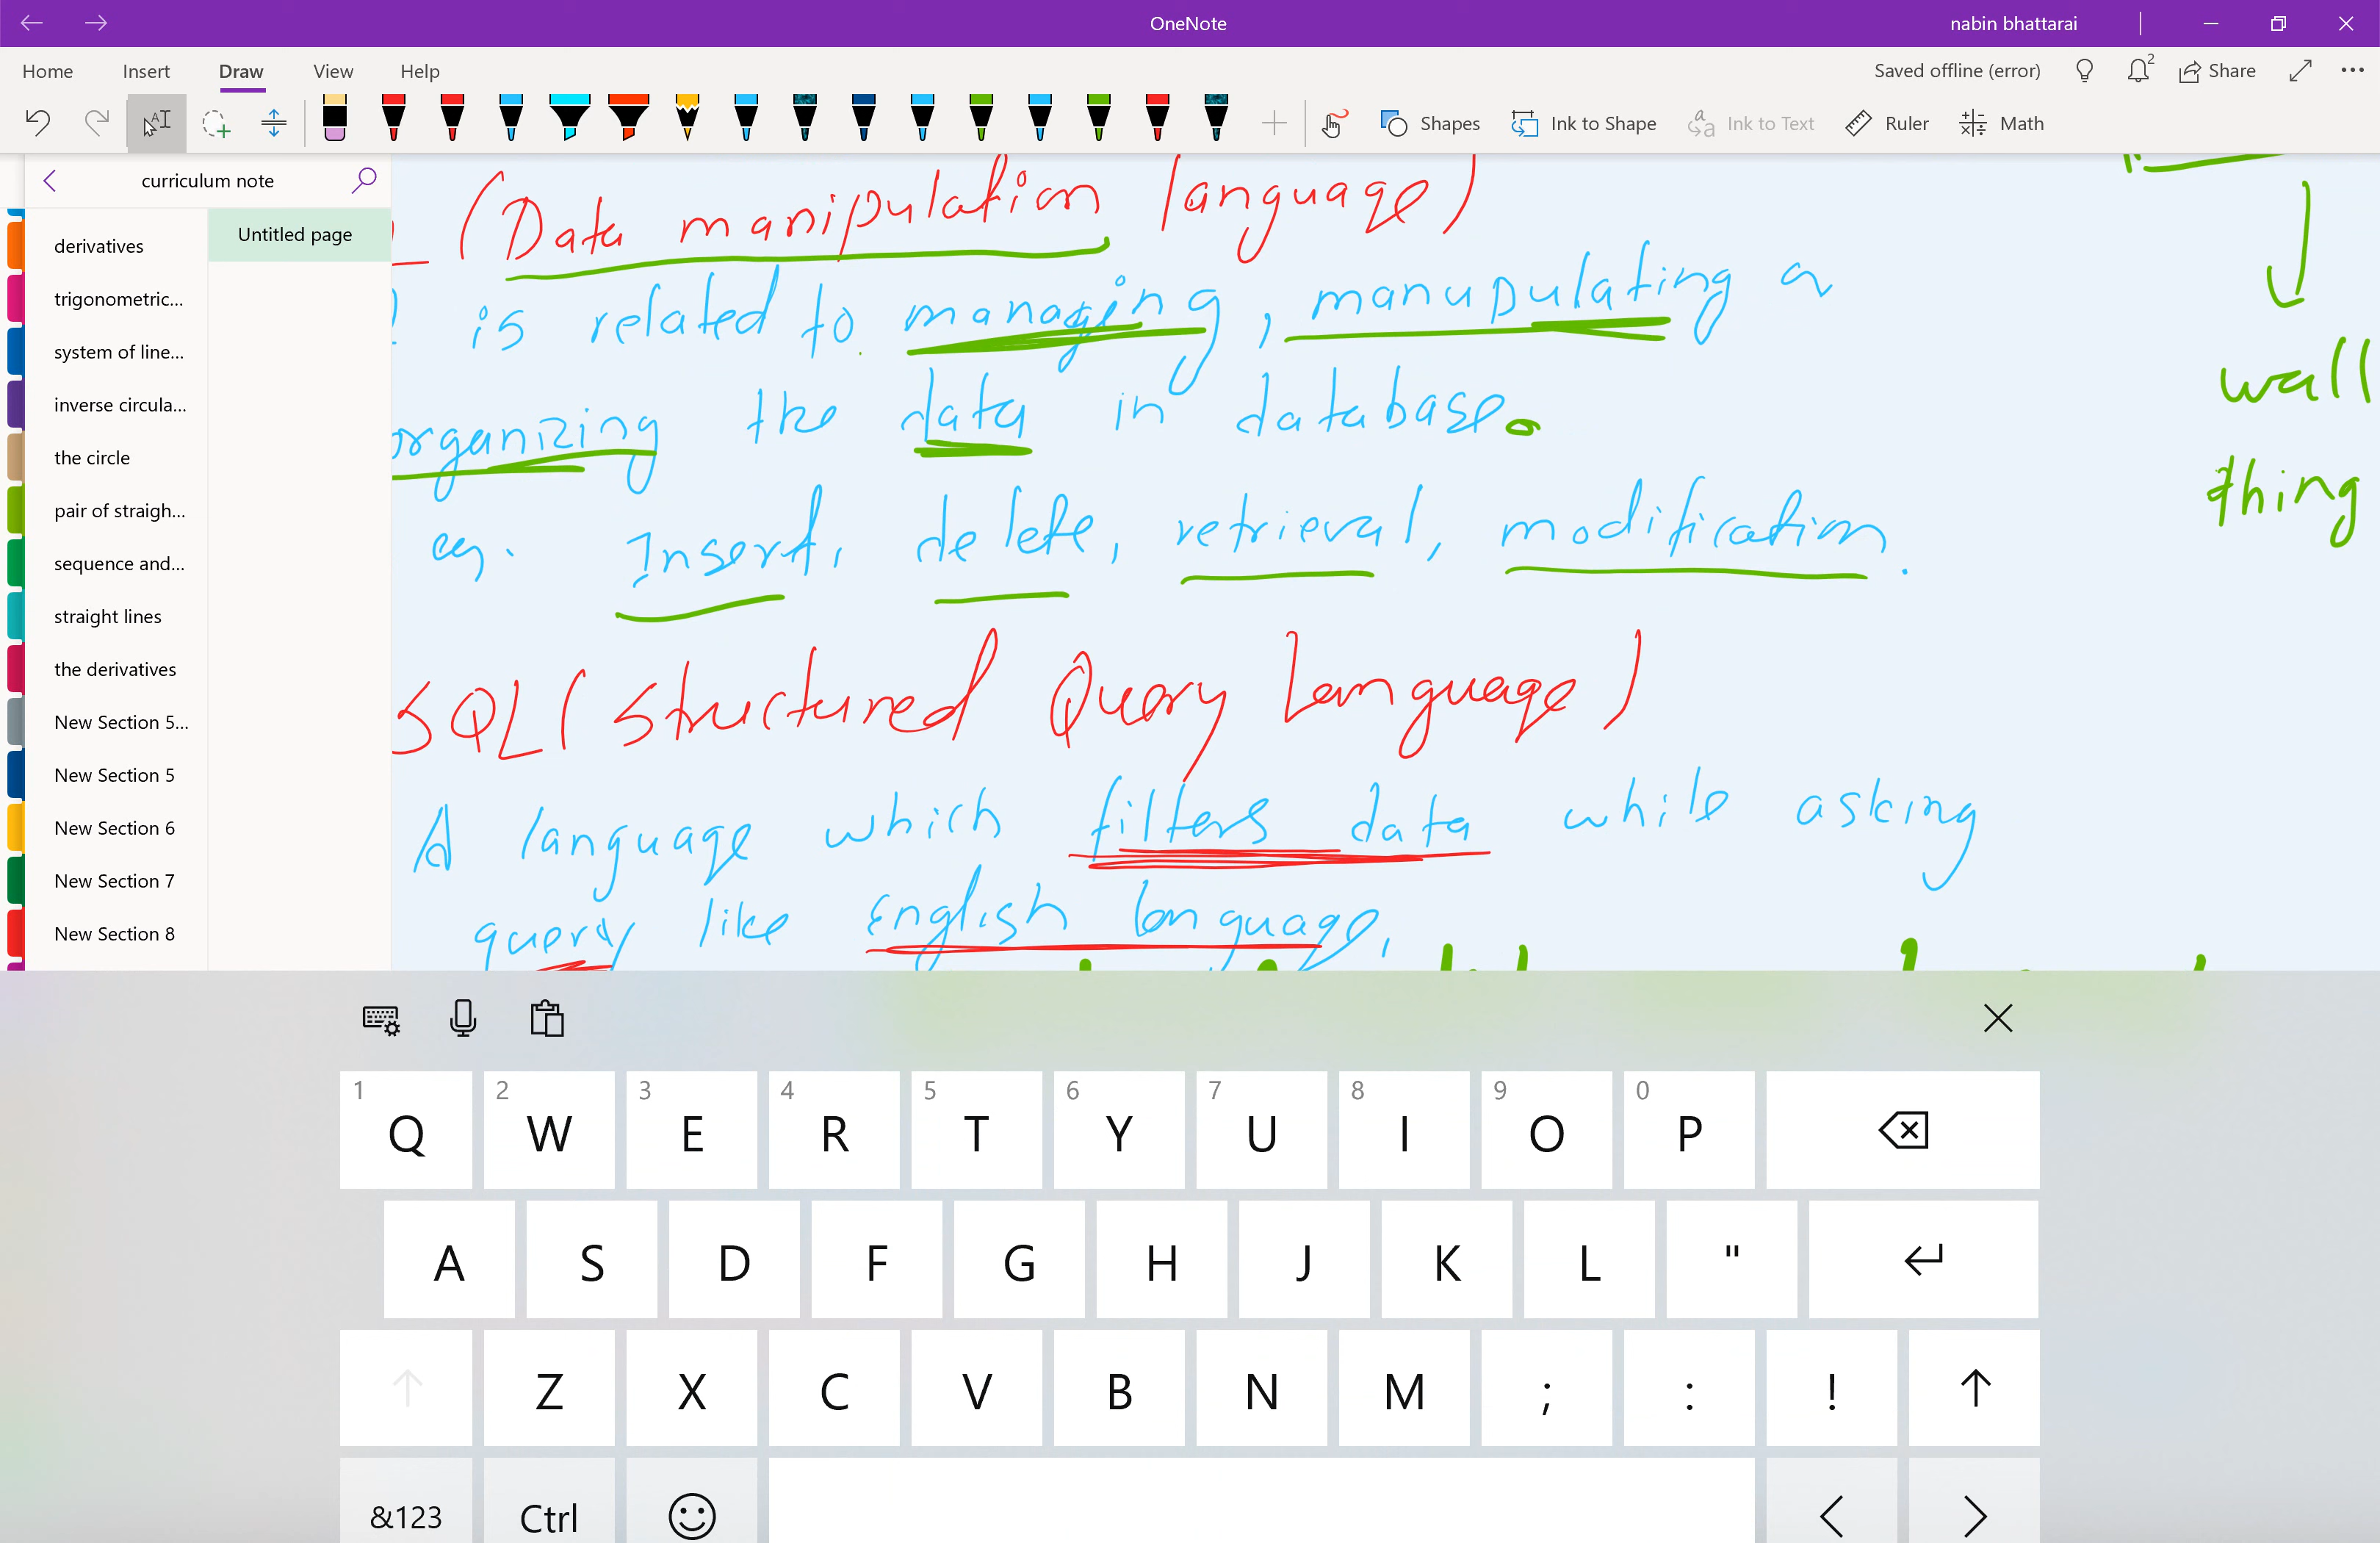 OneNote
nabin bhattarai
Home Insert Draw View Help
Saved offline (error)
2
Share
Shapes
Ink to Shape
Ink to Text
Ruler
Math
curriculum note
Untitled page
derivatives
trigonometric...
system of line...
inverse circula...
the circle
pair of straigh...
sequence and...
straight lines
the derivatives
New Section 5...
New Section 5
New Section 6
New Section 7
New Section 8
(Data manipulation language)
is related to managing, manupulating a
organizing the data in database.
eg. Insert, delete, retrieval, modification.
SQL (Structured Query Language)
A language which filters data while asking
query like English language,
wall
thing
1 2 3 4 5 6 7 8 9 0
Q W E R T Y U I O P
A S D F G H J K L "
Z X C V B N M ; : !
&123 Ctrl